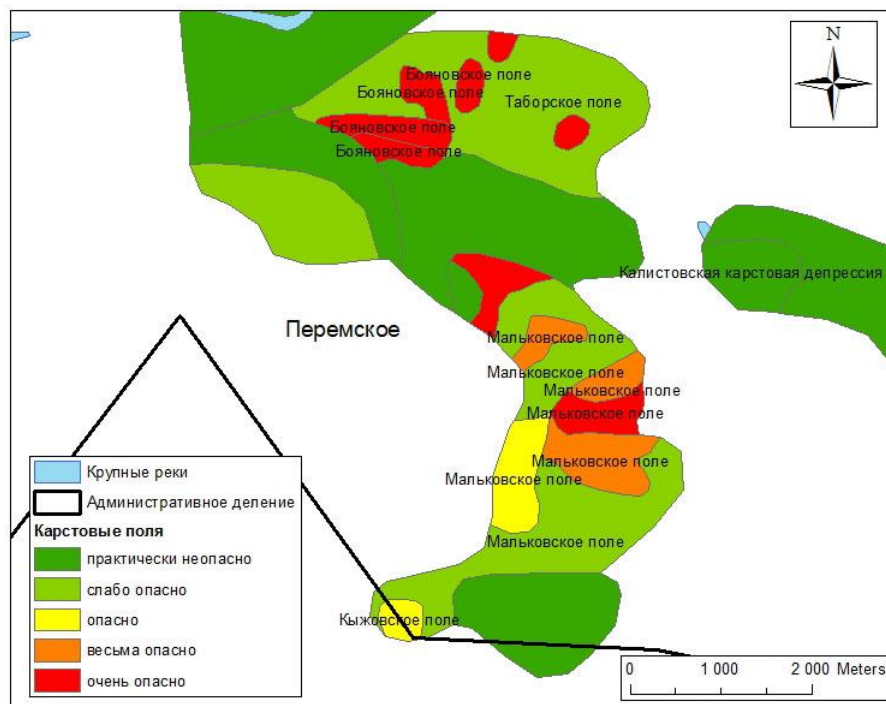 N
Бояновское поле
Бояновское поле
Таборское поле
Бояновское поле
Бояновское поле
Калистовская карстовая депрессия
Перемское
Мальковское поле
Мальковское поле
Мальковское поле
Мальковское поле
Мальковское поле
Мальковское поле
Мальковское поле
Кыжовское поле
Крупные реки
Административное деление
Карстовые поля
практически неопасно
слабо опасно
опасно
весьма опасно
очень опасно
0 1 000 2 000 Meters